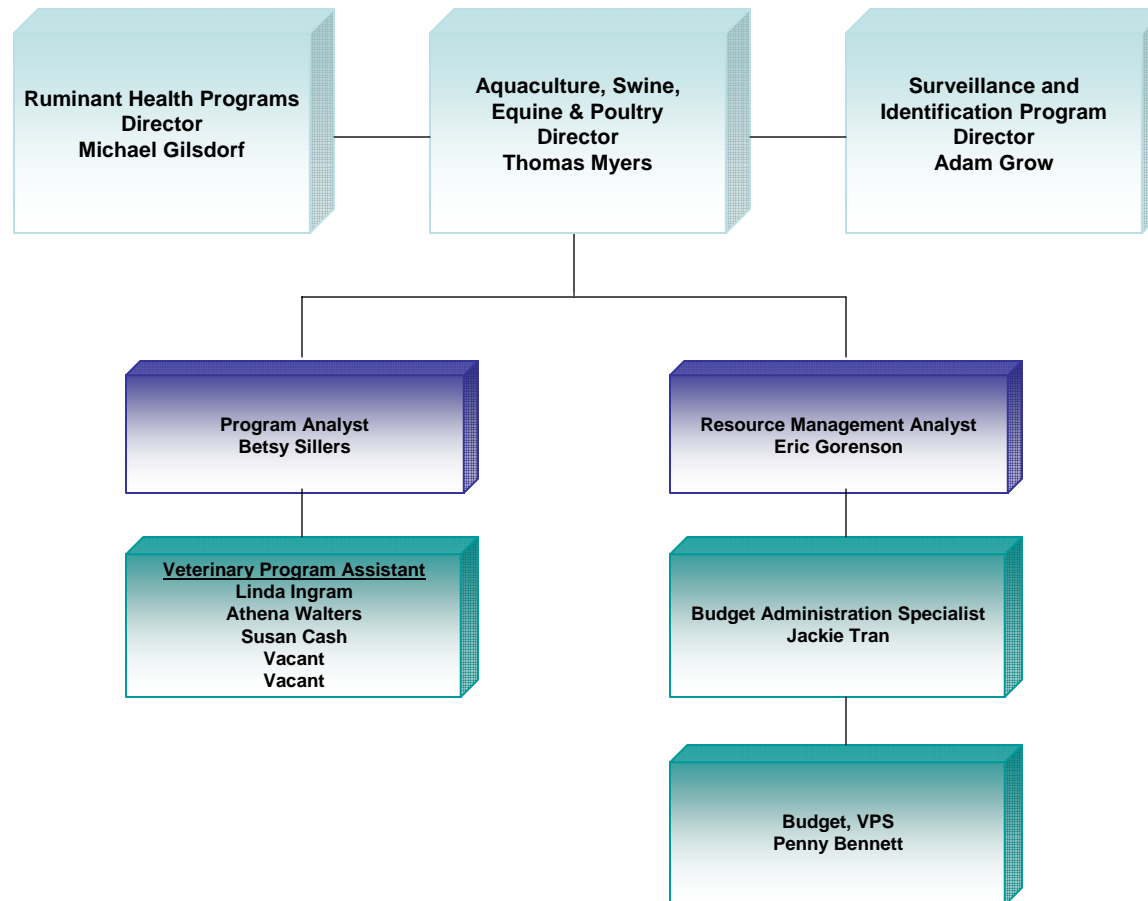 Ruminant Health Programs
Director
Michael Gilsdorf
Aquaculture, Swine,
Equine & Poultry
Director
Thomas Myers
Surveillance and
Identification Program
Director
Adam Grow
Program Analyst
Betsy Sillers
Resource Management Analyst
Eric Gorenson
Veterinary Program Assistant
Linda Ingram
Athena Walters
Susan Cash
Vacant
Vacant
Budget Administration Specialist
Jackie Tran
Budget, VPS
Penny Bennett